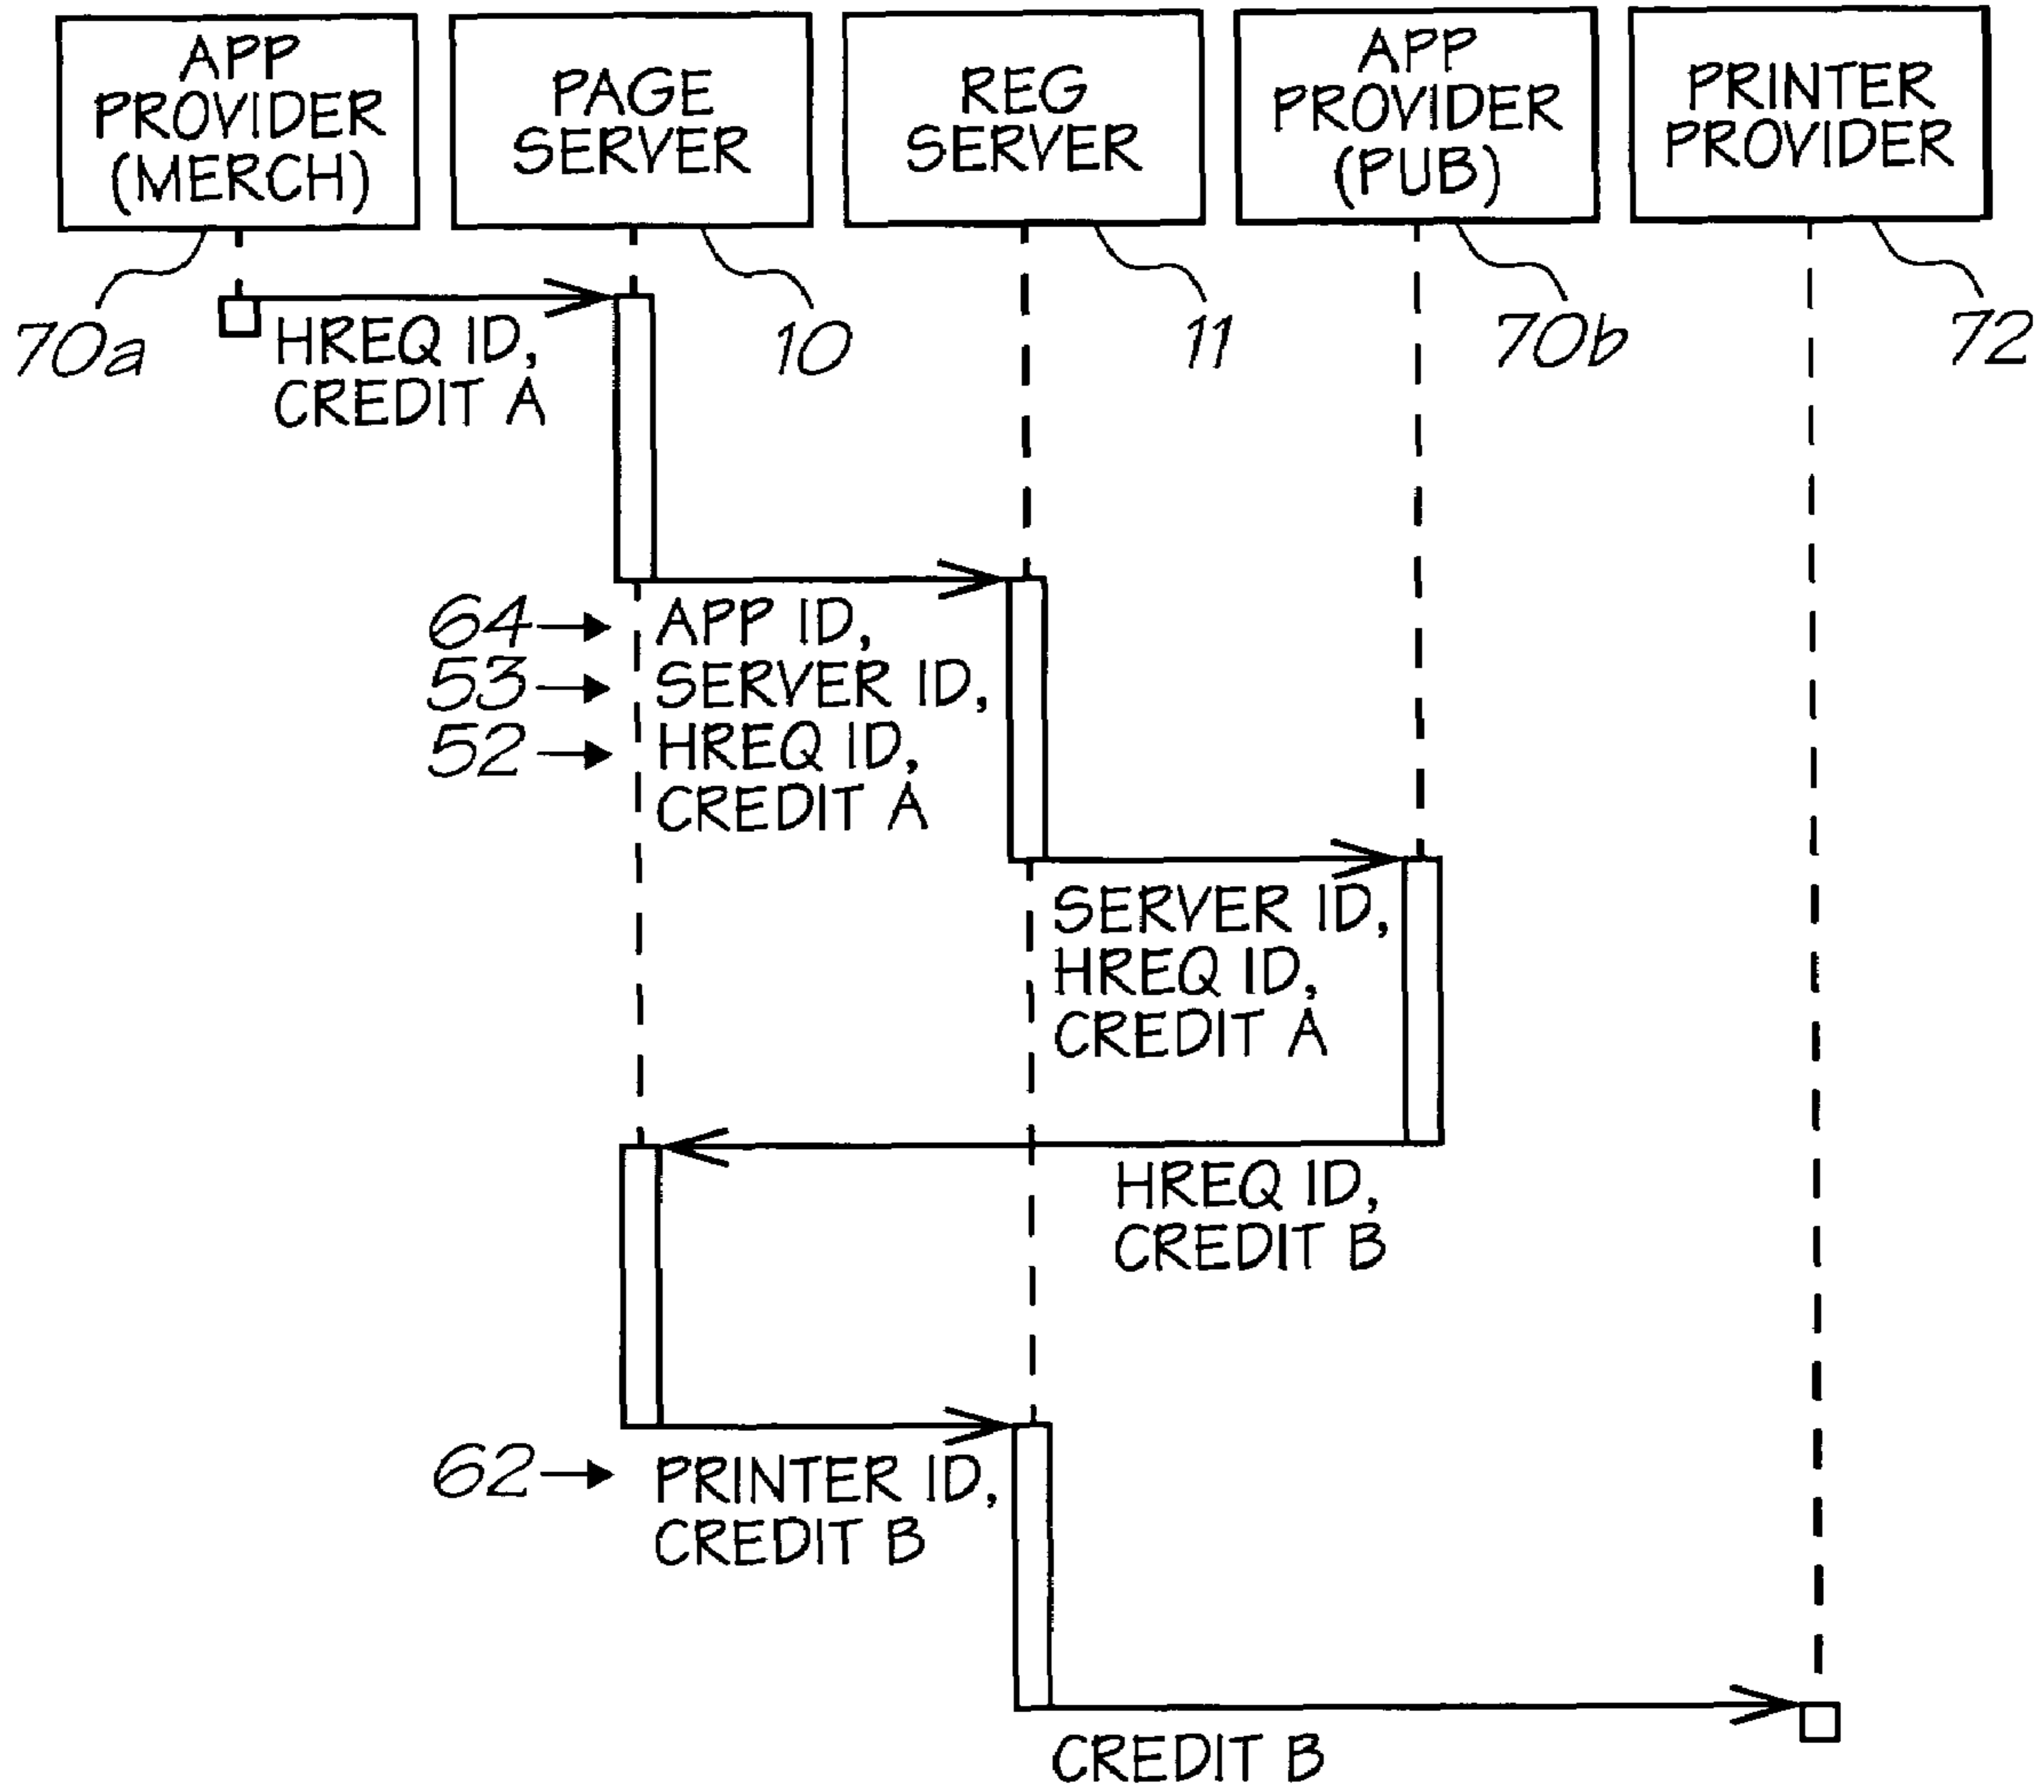 APP
PROVIDER
(MERCH)
PAGE
SERVER
REG
SERVER
APP
PROVIDER
(PUB)
PRINTER
PROVIDER
70a
10
11
70b
72
HREQ ID,
CREDIT A
64
APP ID,
53
SERVER ID,
52
HREQ ID,
CREDIT A
SERVER ID,
HREQ ID,
CREDIT A
HREQ ID,
CREDIT B
62
PRINTER ID,
CREDIT B
CREDIT B